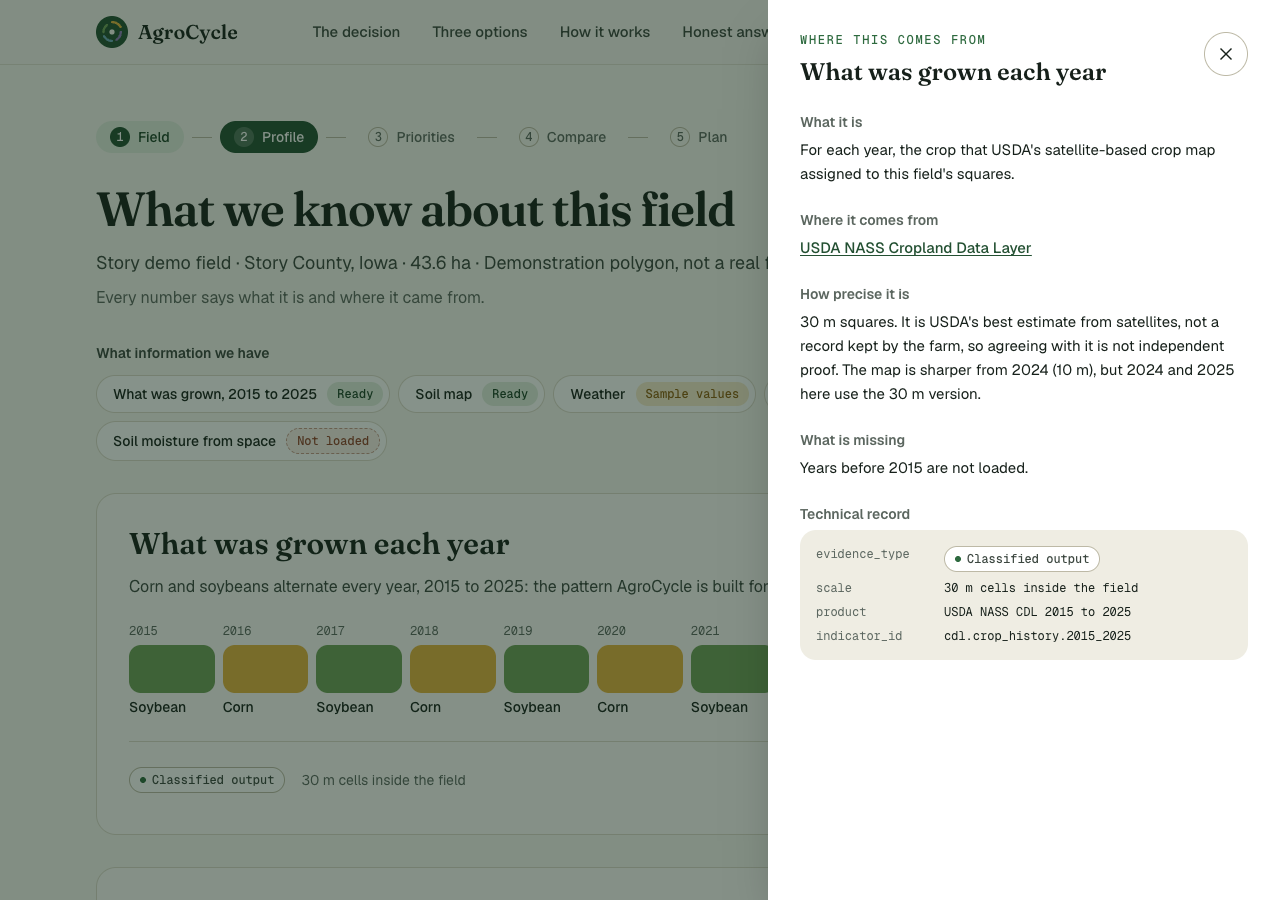 AgroCycle
The decision
Three options
How it works
Honest answ
1 Field
2 Profile
3 Priorities
4 Compare
5 Plan
What we know about this field
Story demo field · Story County, Iowa · 43.6 ha · Demonstration polygon, not a real f
Every number says what it is and where it came from.
What information we have
What was grown, 2015 to 2025 Ready
Soil map Ready
Weather Sample values
Soil moisture from space Not loaded
What was grown each year
Corn and soybeans alternate every year, 2015 to 2025: the pattern AgroCycle is built for
2015 2016 2017 2018 2019 2020 2021
Soybean Corn Soybean Corn Soybean Corn Soybean
Classified output 30 m cells inside the field
WHERE THIS COMES FROM
What was grown each year
What it is
For each year, the crop that USDA's satellite-based crop map
assigned to this field's squares.
Where it comes from
USDA NASS Cropland Data Layer
How precise it is
30 m squares. It is USDA's best estimate from satellites, not a
record kept by the farm, so agreeing with it is not independent
proof. The map is sharper from 2024 (10 m), but 2024 and 2025
here use the 30 m version.
What is missing
Years before 2015 are not loaded.
Technical record
evidence_type Classified output
scale 30 m cells inside the field
product USDA NASS CDL 2015 to 2025
indicator_id cdl.crop_history.2015_2025